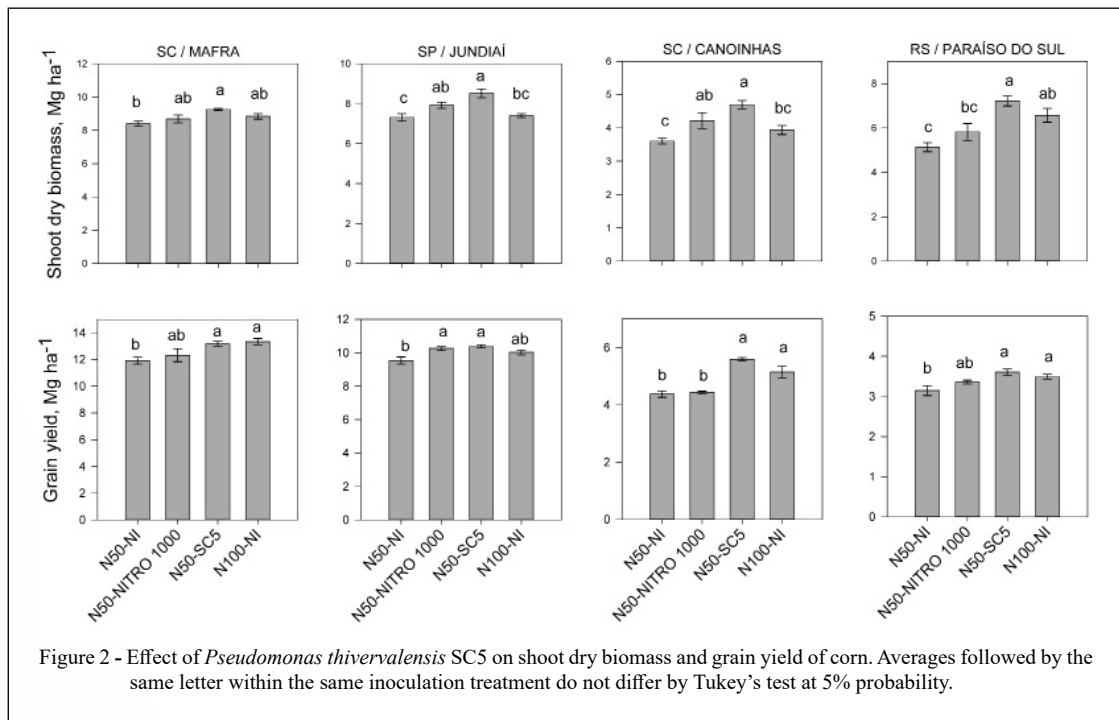 SC / MAFRA
SP / JUNDIAÍ
SC / CANOINHAS
RS / PARAÍSO DO SUL
Shoot dry biomass, Mg ha⁻¹
12
10
8
6
4
2
0
b
ab
a
ab
10
8
6
4
2
0
c
ab
a
bc
6
5
4
3
2
1
0
c
ab
a
bc
8
6
4
2
0
c
bc
a
ab
Grain yield, Mg ha⁻¹
14
12
10
8
6
4
2
0
b
ab
a
a
12
10
8
6
4
2
0
b
a
a
ab
6
4
2
0
b
b
a
a
5
4
3
2
1
0
b
ab
a
a
N50-NI
N50-NITRO 1000
N50-SC5
N100-NI
N50-NI
N50-NITRO 1000
N50-SC5
N100-NI
N50-NI
N50-NITRO 1000
N50-SC5
N100-NI
N50-NI
N50-NITRO 1000
N50-SC5
N100-NI
Figure 2 - Effect of Pseudomonas thivervalensis SC5 on shoot dry biomass and grain yield of corn. Averages followed by the
same letter within the same inoculation treatment do not differ by Tukey’s test at 5% probability.